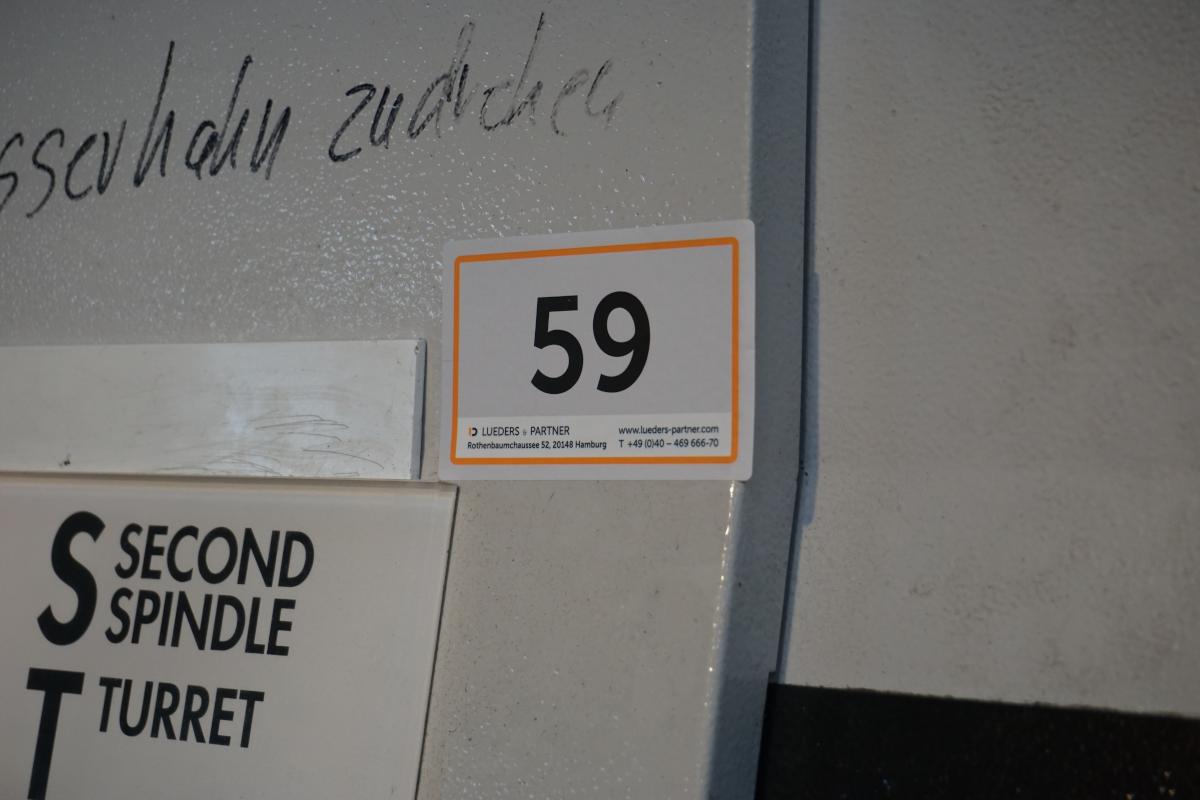 sserhahn zudrehen
59
LUEDERS & PARTNER
Rothenbaumchaussee 52, 20148 Hamburg
www.lueders-partner.com
T +49 (0)40 – 469 666-70
S SECOND
SPINDLE
T TURRET